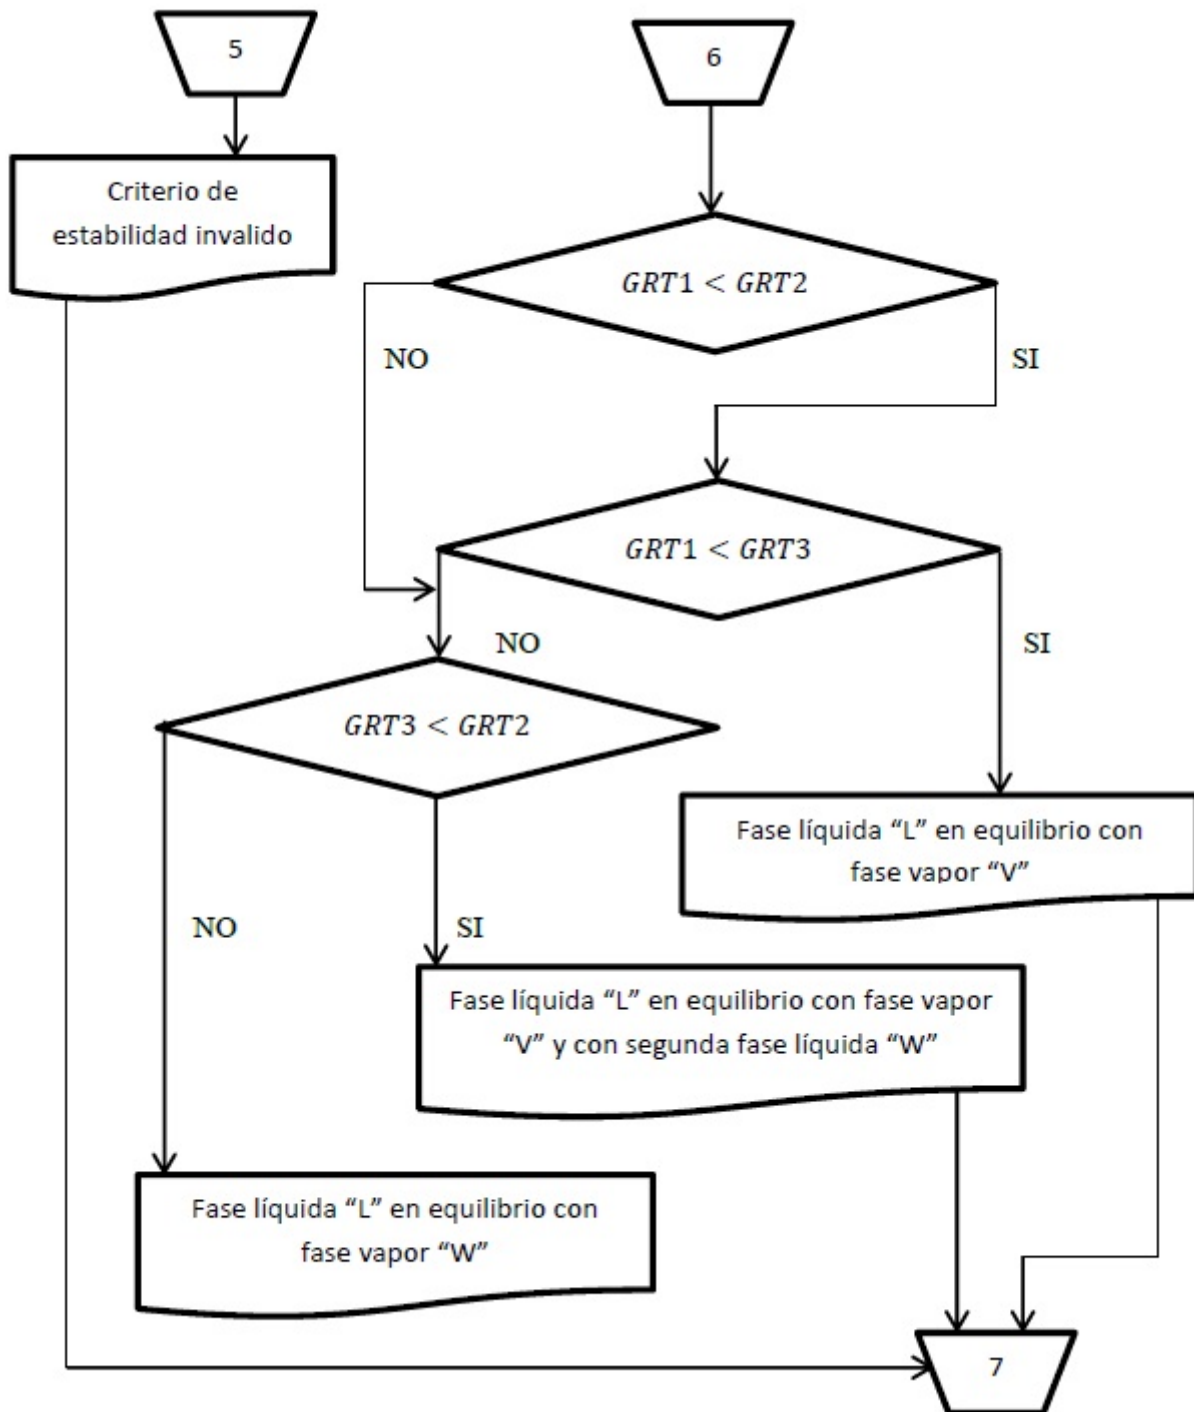 5
6
Criterio de
estabilidad invalido
GRT1 < GRT2
NO
SI
GRT1 < GRT3
NO
SI
GRT3 < GRT2
Fase líquida “L” en equilibrio con
fase vapor “V”
NO
SI
Fase líquida “L” en equilibrio con fase vapor
“V” y con segunda fase líquida “W”
Fase líquida “L” en equilibrio con
fase vapor “W”
7